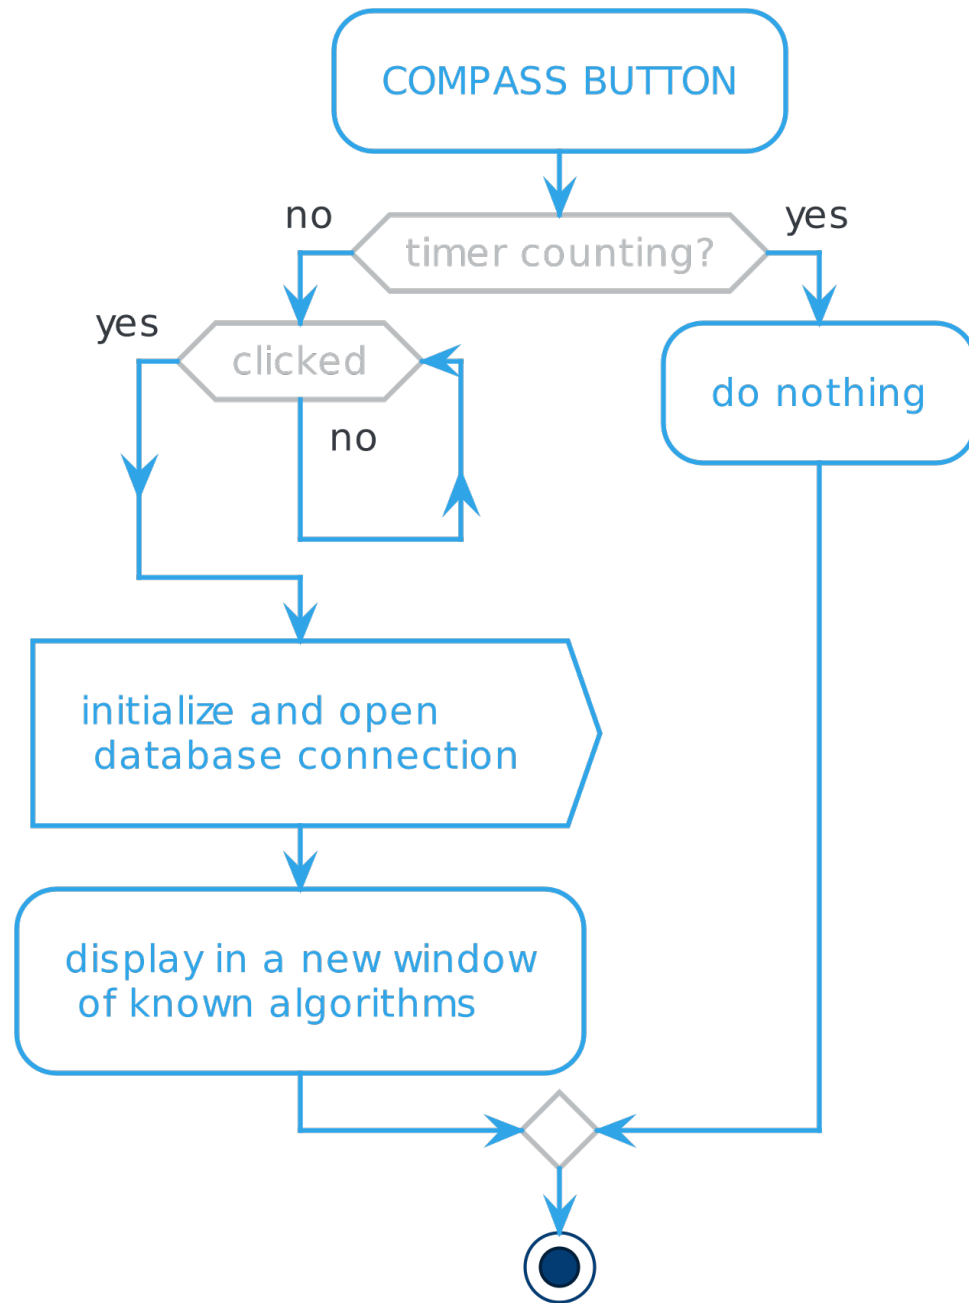 COMPASS BUTTON
no
yes
timer counting?
yes
clicked
do nothing
no
initialize and open
database connection
display in a new window
of known algorithms